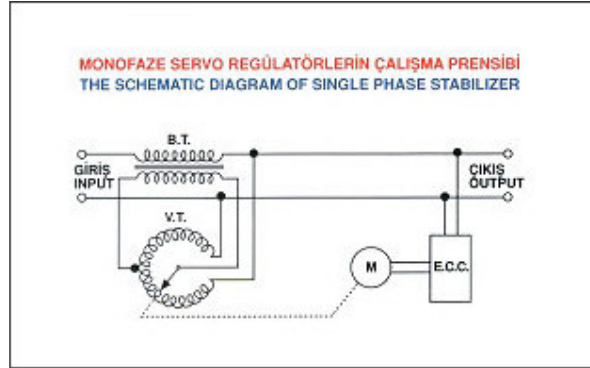 MONOFAZE SERVO REGÜLATÖRLERİN ÇALIŞMA PRENSİBİ
THE SCHEMATIC DIAGRAM OF SINGLE PHASE STABILIZER
B.T.
GİRİŞ
INPUT
ÇIKIŞ
OUTPUT
V.T.
M
E.C.C.